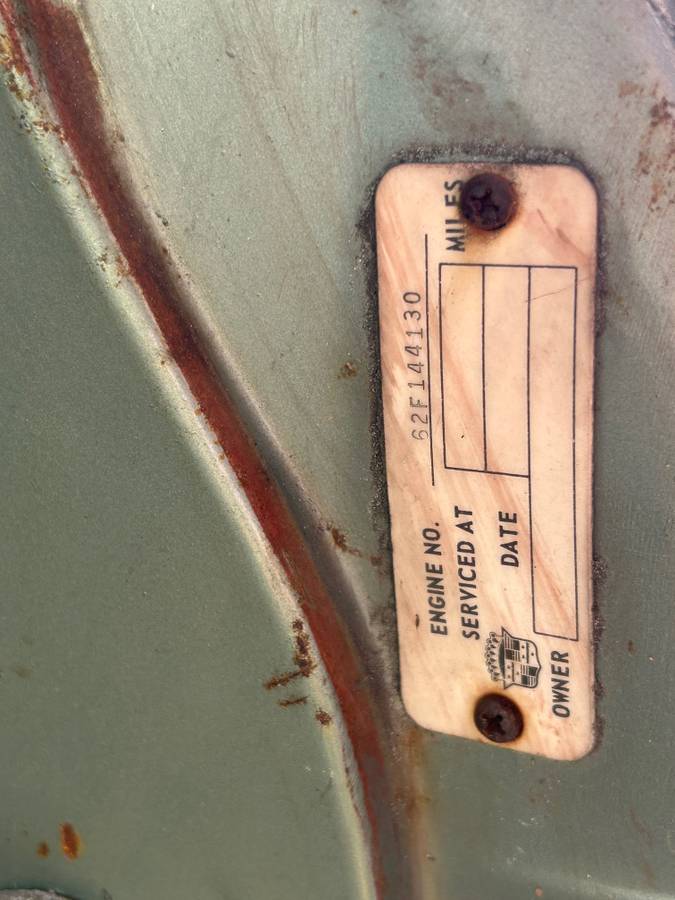 ENGINE NO. 62F144130
SERVICED AT MILES
DATE
OWNER